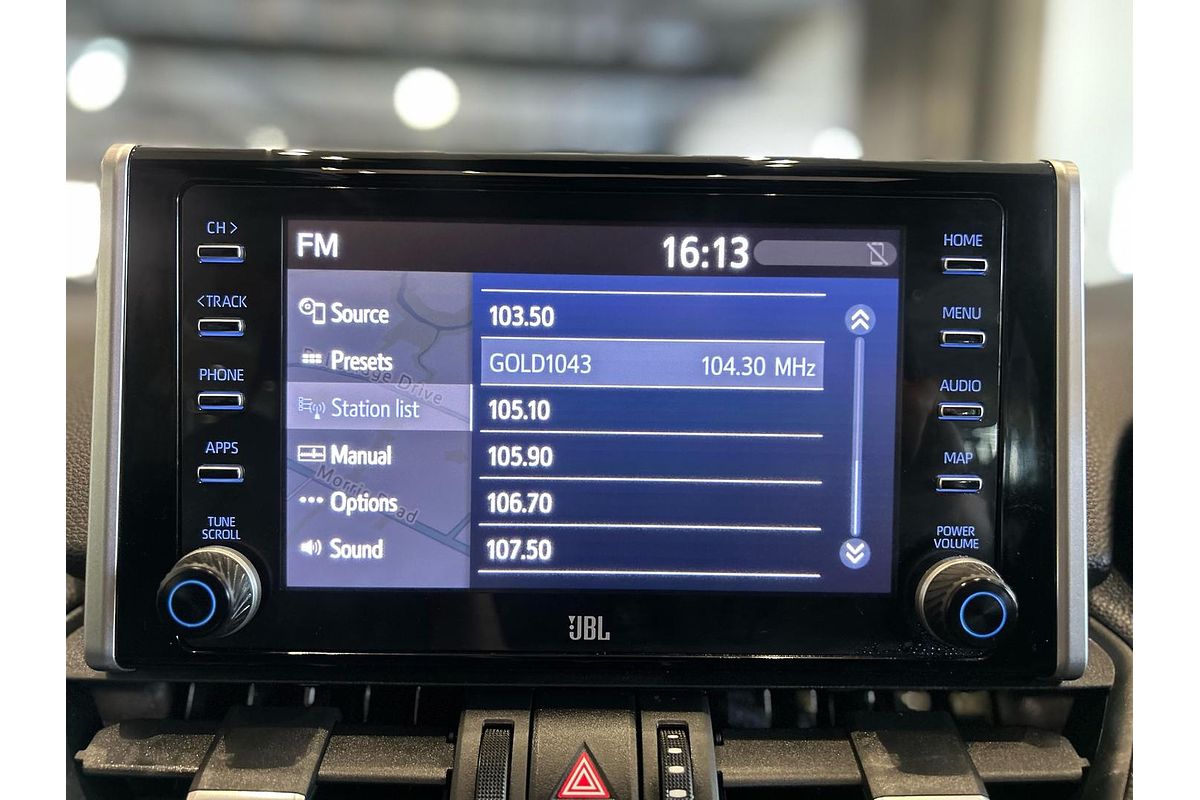 CH >
<TRACK
PHONE
APPS
TUNE
SCROLL
FM
16:13
Source
Presets
Station list
Manual
Options
Sound
Drive
103.50
GOLD1043 104.30 MHz
105.10
105.90
106.70
107.50
HOME
MENU
AUDIO
MAP
POWER
VOLUME
JBL